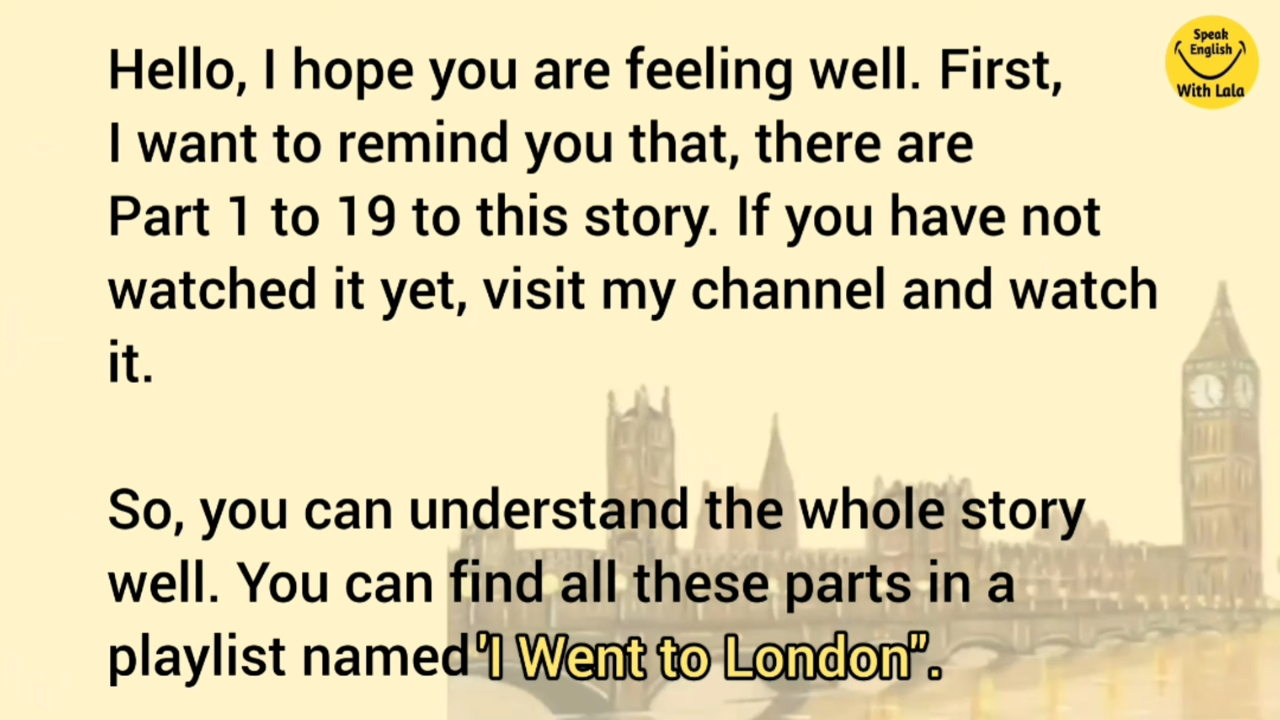 Speak
English
With Lala
Hello, I hope you are feeling well. First,
I want to remind you that, there are
Part 1 to 19 to this story. If you have not
watched it yet, visit my channel and watch
it.
So, you can understand the whole story
well. You can find all these parts in a
playlist named "I Went to London".